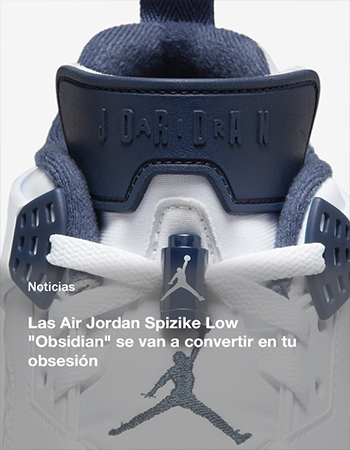 JORDAN
Noticias
Las Air Jordan Spizike Low
"Obsidian" se van a convertir en tu
obsesión